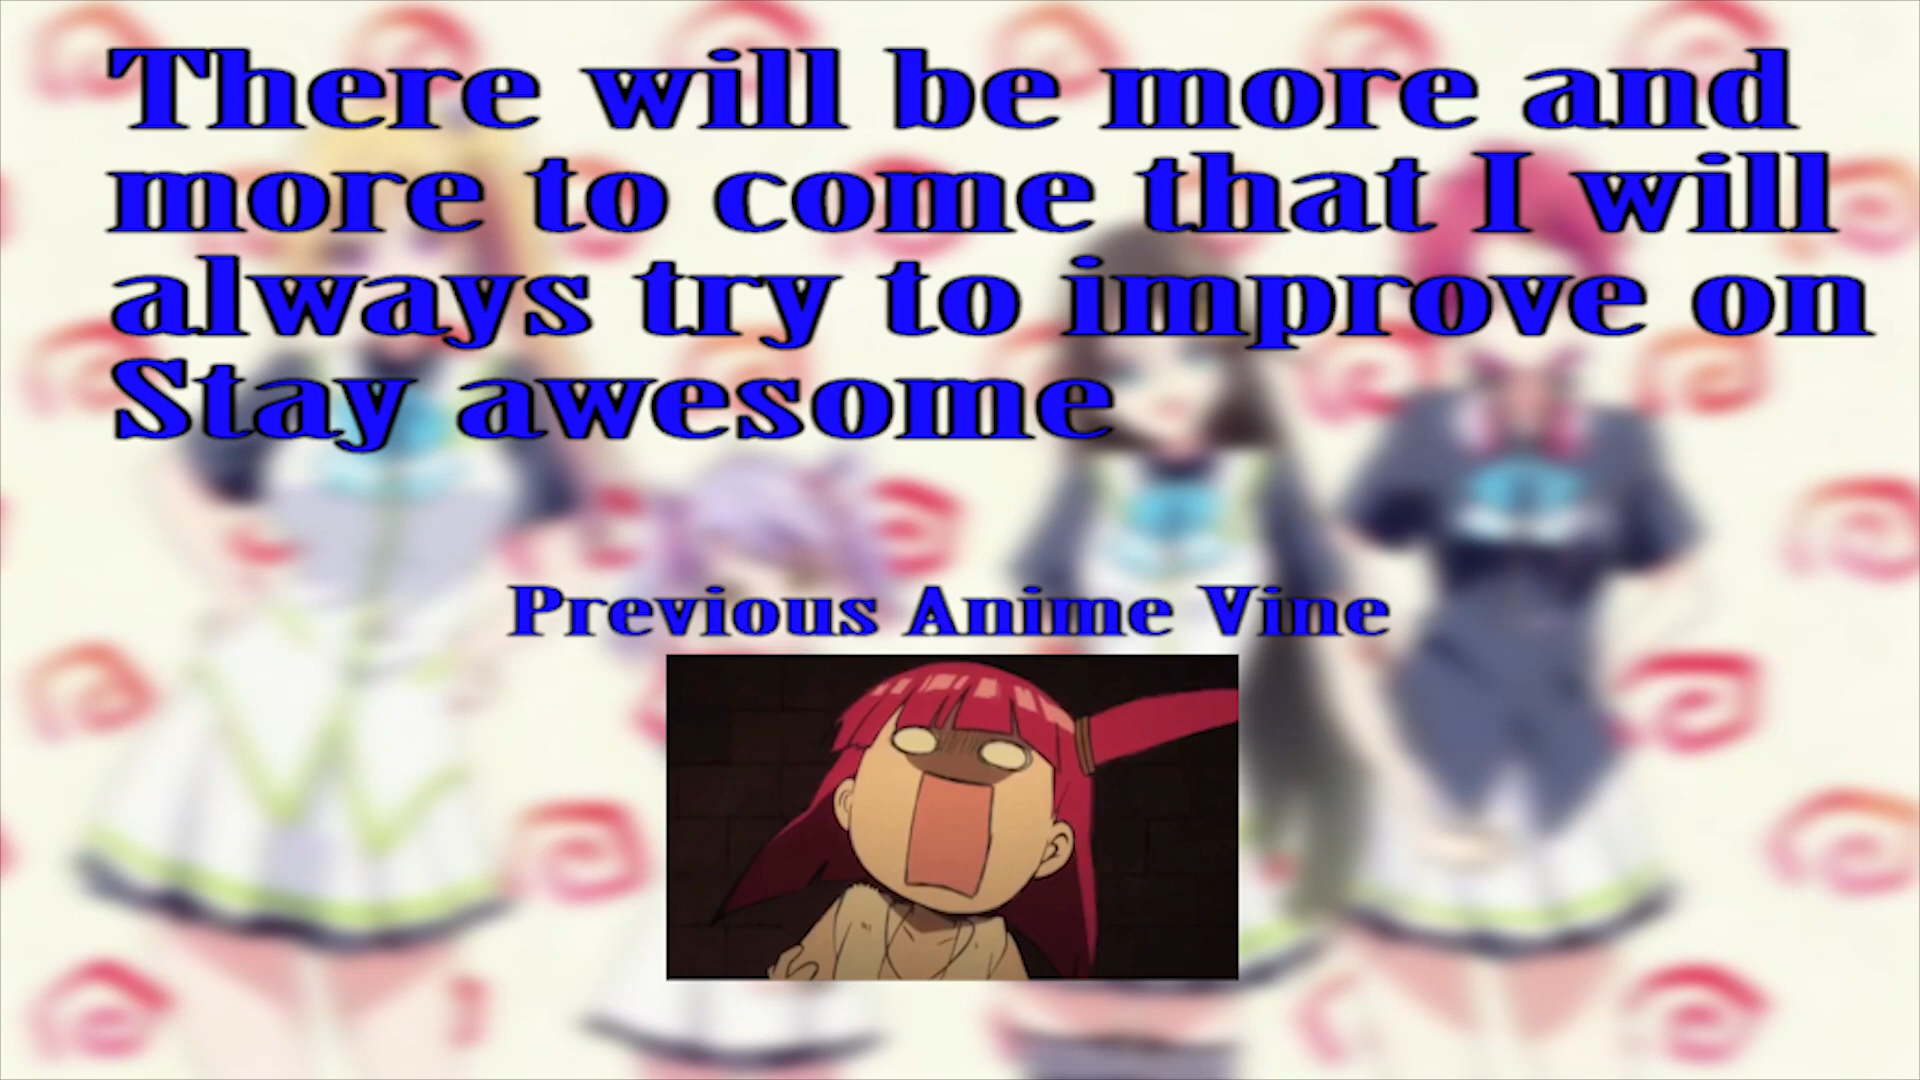 There will be more and
more to come that I will
always try to improve on
Stay awesome
Previous Anime Vine